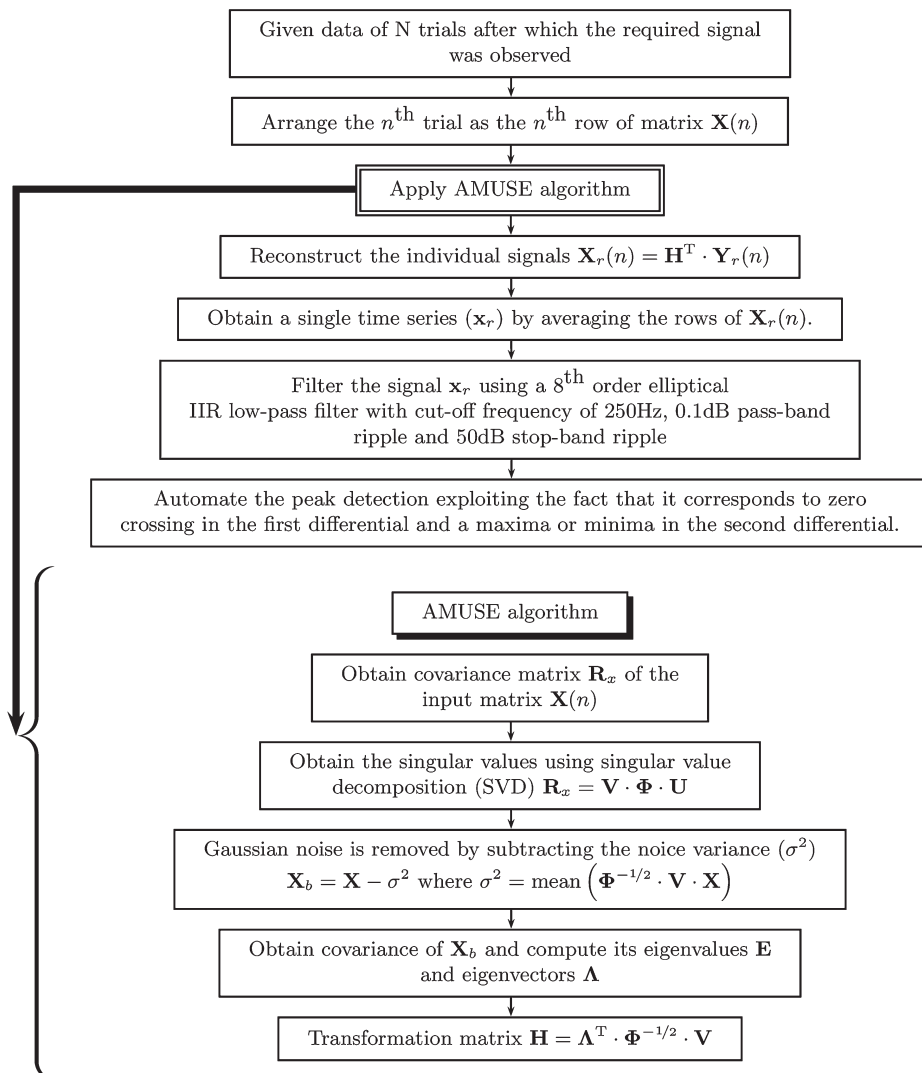 Given data of N trials after which the required signal
was observed
Arrange the nᵗʰ trial as the nᵗʰ row of matrix X(n)
Apply AMUSE algorithm
Reconstruct the individual signals Xᵣ(n) = Hᵀ · Yᵣ(n)
Obtain a single time series (xᵣ) by averaging the rows of Xᵣ(n).
Filter the signal xᵣ using a 8ᵗʰ order elliptical
IIR low-pass filter with cut-off frequency of 250Hz, 0.1dB pass-band
ripple and 50dB stop-band ripple
Automate the peak detection exploiting the fact that it corresponds to zero
crossing in the first differential and a maxima or minima in the second differential.
AMUSE algorithm
Obtain covariance matrix Rₓ of the
input matrix X(n)
Obtain the singular values using singular value
decomposition (SVD) Rₓ = V · Φ · U
Gaussian noise is removed by subtracting the noice variance (σ²)
X_b = X − σ² where σ² = mean (Φ^{−1/2} · V · X)
Obtain covariance of X_b and compute its eigenvalues E
and eigenvectors Λ
Transformation matrix H = Λᵀ · Φ^{−1/2} · V